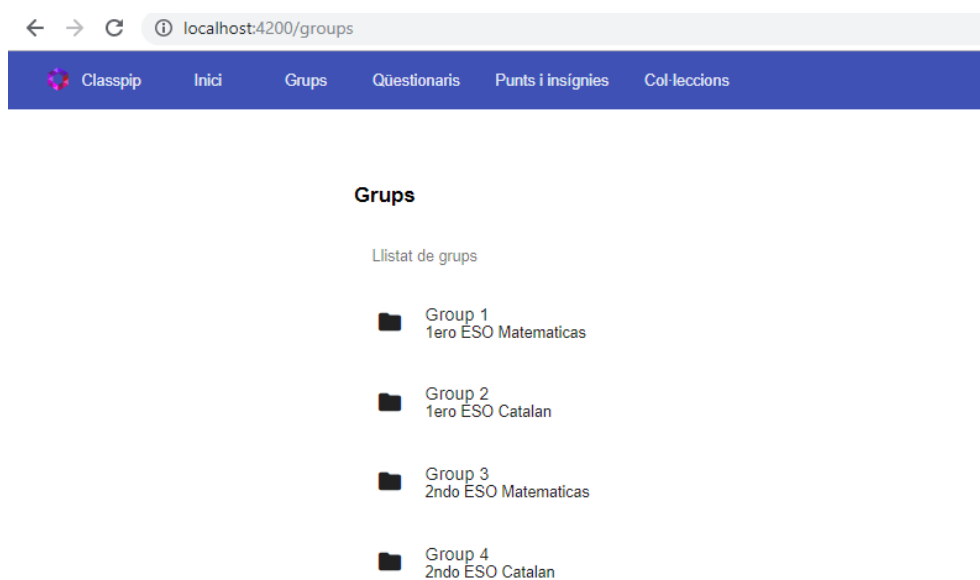 localhost:4200/groups
Classpip Inici Grups Qüestionaris Punts i insígnies Col·leccions
Grups
Llistat de grups
Group 1
1ero ESO Matematicas
Group 2
1ero ESO Catalan
Group 3
2ndo ESO Matematicas
Group 4
2ndo ESO Catalan